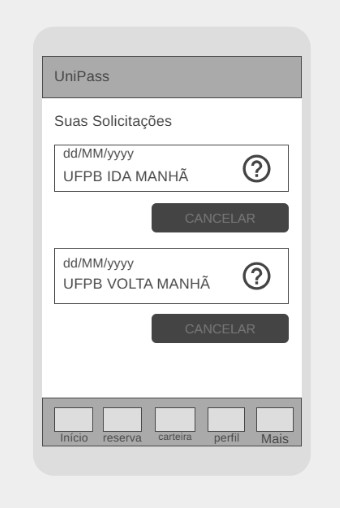 UniPass
Suas Solicitações
dd/MM/yyyy
UFPB IDA MANHÃ
?
CANCELAR
dd/MM/yyyy
UFPB VOLTA MANHÃ
?
CANCELAR
Início reserva carteira perfil Mais